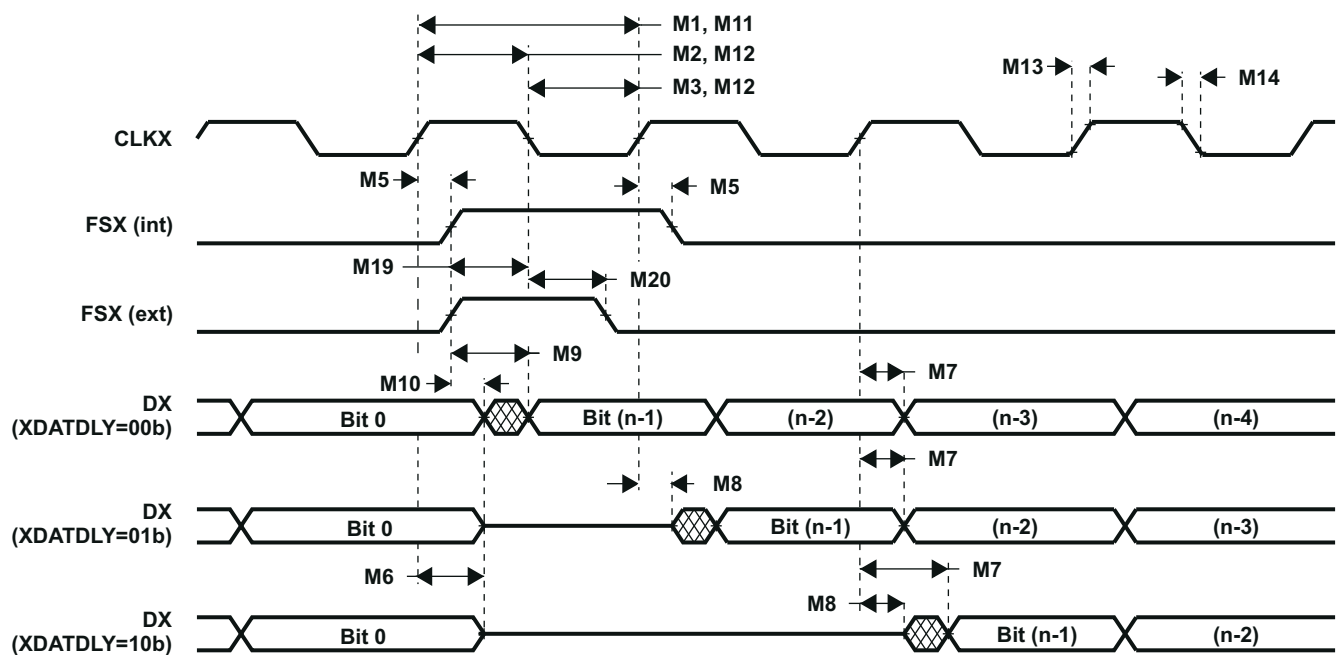 M1, M11
M2, M12
M3, M12
M13
M14
CLKX
M5
M5
FSX (int)
M19
M20
FSX (ext)
M9
M10
M7
DX
(XDATDLY=00b)
Bit 0
Bit (n-1)
(n-2)
(n-3)
(n-4)
M7
M8
DX
(XDATDLY=01b)
Bit 0
Bit (n-1)
(n-2)
(n-3)
M6
M7
M8
DX
(XDATDLY=10b)
Bit 0
Bit (n-1)
(n-2)